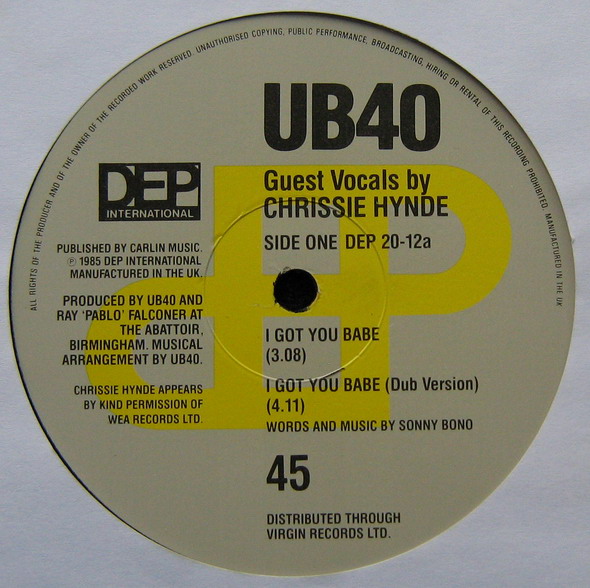 ALL RIGHTS OF THE PRODUCER AND OF THE OWNER OF THE RECORDED WORK RESERVED. UNAUTHORISED COPYING, PUBLIC PERFORMANCE, BROADCASTING, HIRING OR RENTAL OF THIS RECORDING PROHIBITED. MANUFACTURED IN THE UK
UB40
DEP
INTERNATIONAL
Guest Vocals by
CHRISSIE HYNDE
SIDE ONE DEP 20-12a
PUBLISHED BY CARLIN MUSIC.
℗ 1985 DEP INTERNATIONAL
MANUFACTURED IN THE UK.
PRODUCED BY UB40 AND
RAY 'PABLO' FALCONER AT
THE ABATTOIR,
BIRMINGHAM. MUSICAL
ARRANGEMENT BY UB40.
CHRISSIE HYNDE APPEARS
BY KIND PERMISSION OF
WEA RECORDS LTD.
I GOT YOU BABE
(3.08)
I GOT YOU BABE (Dub Version)
(4.11)
WORDS AND MUSIC BY SONNY BONO
45
DISTRIBUTED THROUGH
VIRGIN RECORDS LTD.